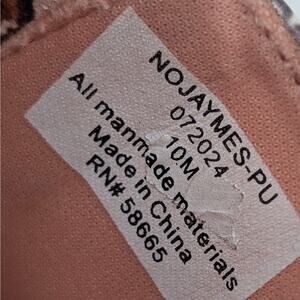 NOJAYMES-PU
072024
10M
All manmade materials
Made in China
RN# 58665